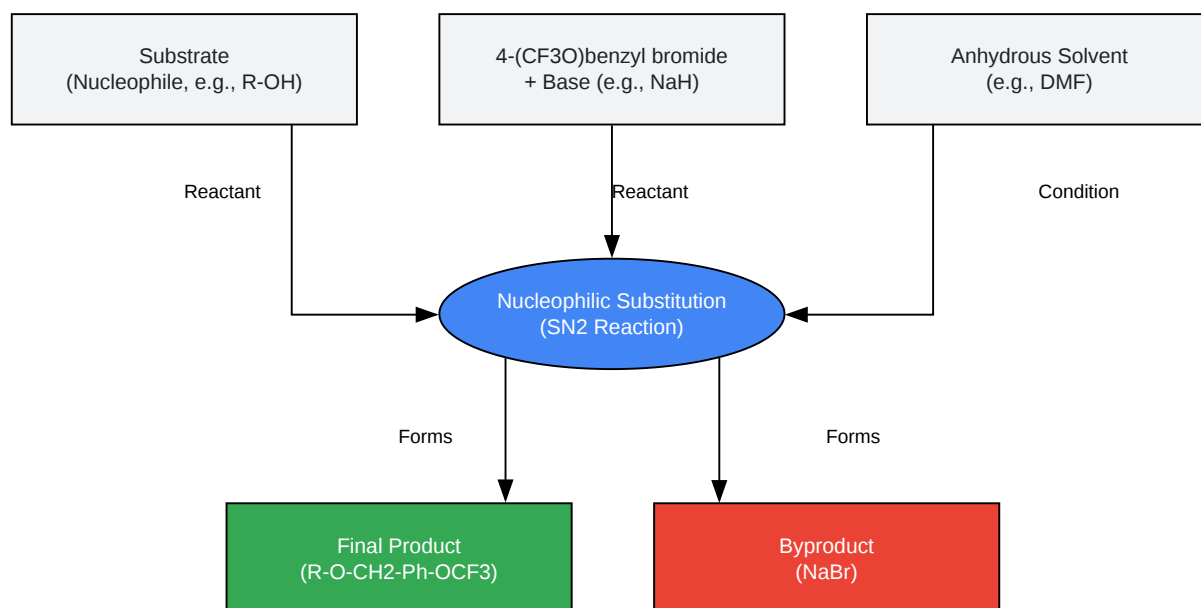 Substrate
(Nucleophile, e.g., R-OH)
4-(CF3O)benzyl bromide
+ Base (e.g., NaH)
Anhydrous Solvent
(e.g., DMF)
Reactant
Reactant
Condition
Nucleophilic Substitution
(SN2 Reaction)
Forms
Forms
Final Product
(R-O-CH2-Ph-OCF3)
Byproduct
(NaBr)